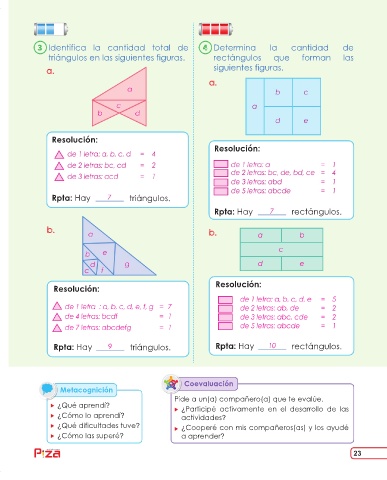 3 Identifica la cantidad total de
triángulos en las siguientes figuras.
a.
a
c
b
d
Resolución:
de 1 letra: a, b, c, d = 4
de 2 letras: bc, cd = 2
de 3 letras: acd = 1
Rpta: Hay 7 triángulos.
b.
a
b
e
d
c
f
g
Resolución:
de 1 letra : a, b, c, d, e, f, g = 7
de 4 letras: bcdf = 1
de 7 letras: abcdefg = 1
Rpta: Hay 9 triángulos.
4 Determina la cantidad de
rectángulos que forman las
siguientes figuras.
a.
b c
a
d e
Resolución:
de 1 letra: a = 1
de 2 letras: bc, de, bd, ce = 4
de 3 letras: abd = 1
de 5 letras: abcde = 1
Rpta: Hay 7 rectángulos.
b.
a b
c
d e
Resolución:
de 1 letra: a, b, c, d, e = 5
de 2 letras: ab, de = 2
de 3 letras: abc, cde = 2
de 5 letras: abcde = 1
Rpta: Hay 10 rectángulos.
Metacognición
¿Qué aprendí?
¿Cómo lo aprendí?
¿Qué dificultades tuve?
¿Cómo las superé?
Coevaluación
Pide a un(a) compañero(a) que te evalúe.
¿Participé activamente en el desarrollo de las
actividades?
¿Cooperé con mis compañeros(as) y los ayudé
a aprender?
Pizá
23